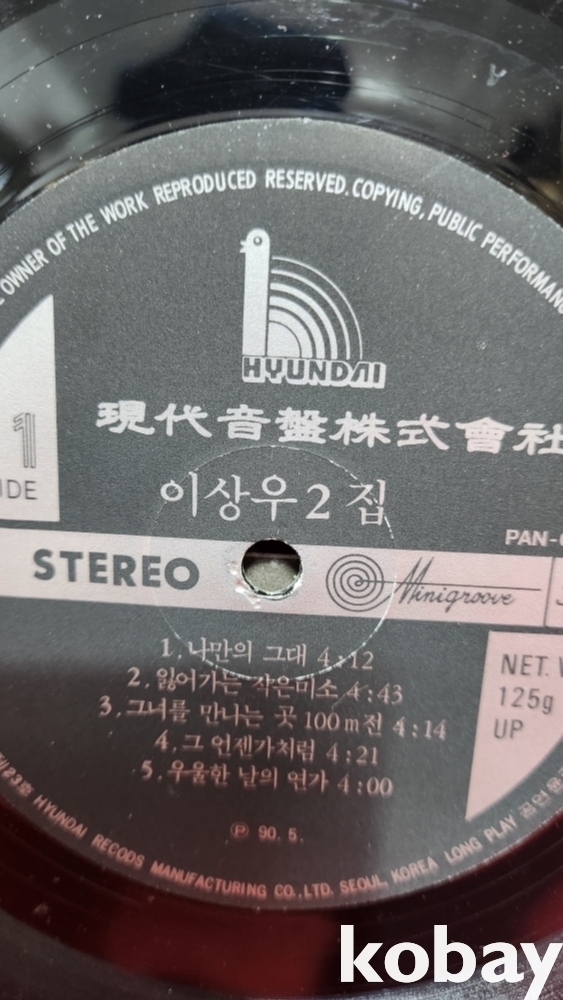 OWNER OF THE WORK REPRODUCED RESERVED. COPYING, PUBLIC PERFORMAN
HYUNDAI
現代音盤株式會社
1
이상우 2 집
PAN-
STEREO
Minigroove
1. 나만의 그대 4:12
2. 잃어가는 작은미소 4:43
3. 그녀를 만나는 곳 100m전 4:14
4. 그 언젠가처럼 4:21
5. 우울한 날의 연가 4:00
NET.
125g
UP
Ⓟ 90. 5.
HYUNDAI RECODS MANUFACTURING CO., LTD. SEOUL, KOREA LONG PLAY
kobay